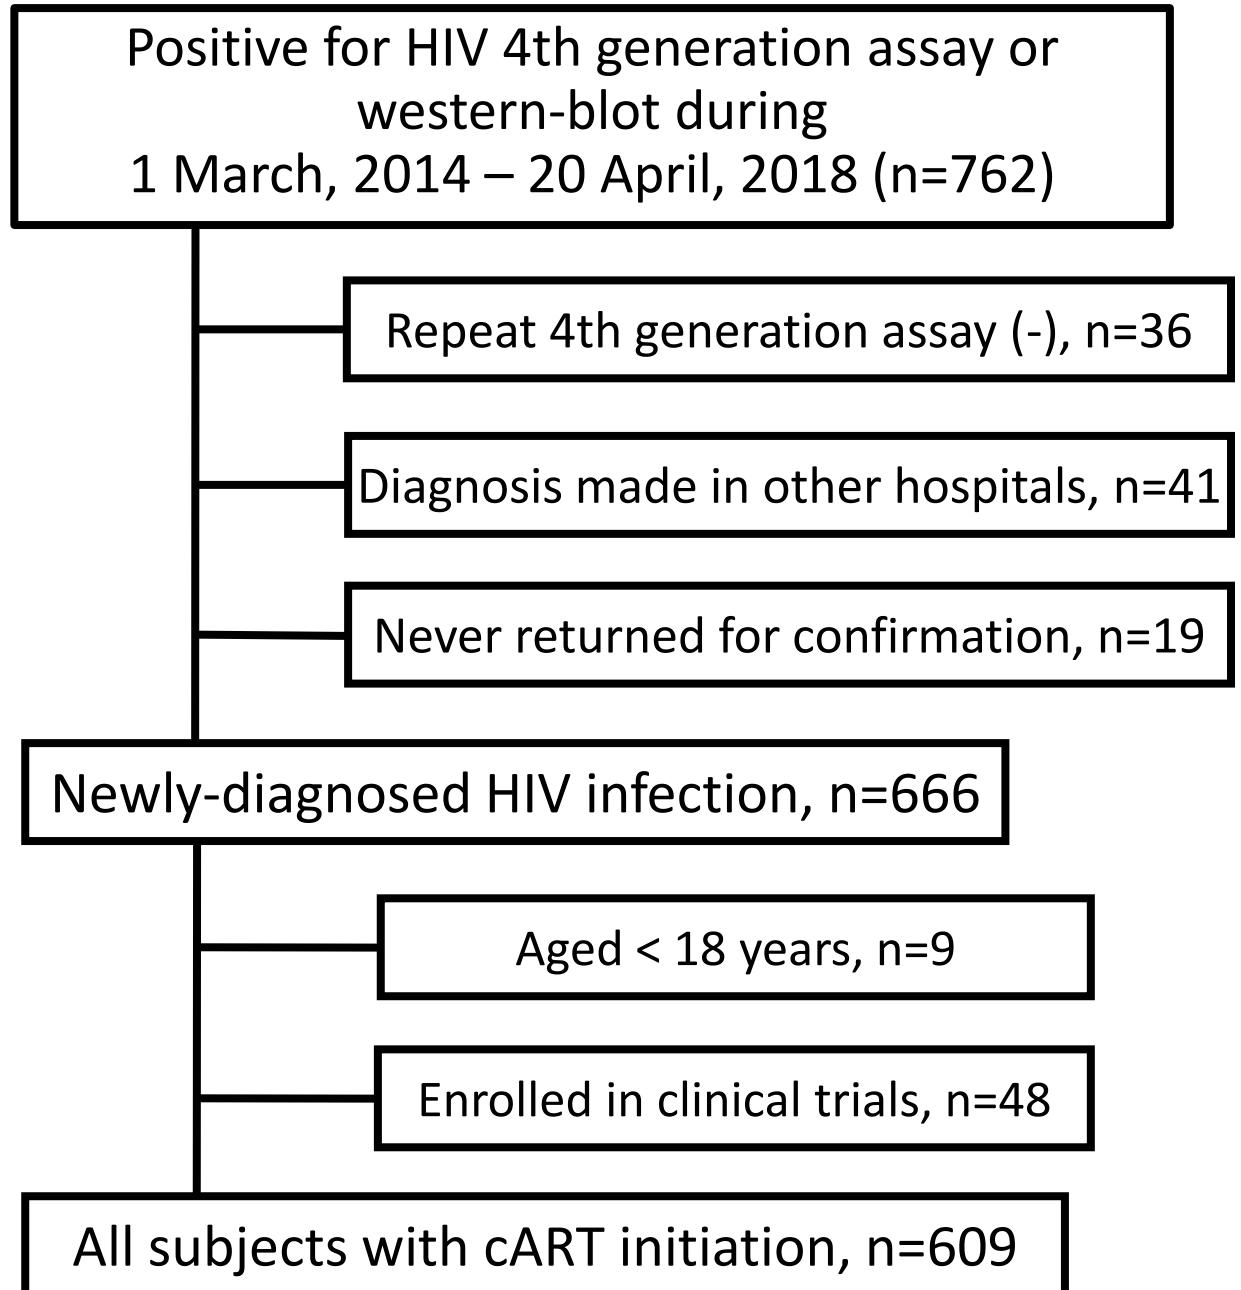 Positive for HIV 4th generation assay or
western-blot during
1 March, 2014 – 20 April, 2018 (n=762)
Repeat 4th generation assay (-), n=36
Diagnosis made in other hospitals, n=41
Never returned for confirmation, n=19
Newly-diagnosed HIV infection, n=666
Aged < 18 years, n=9
Enrolled in clinical trials, n=48
All subjects with cART initiation, n=609